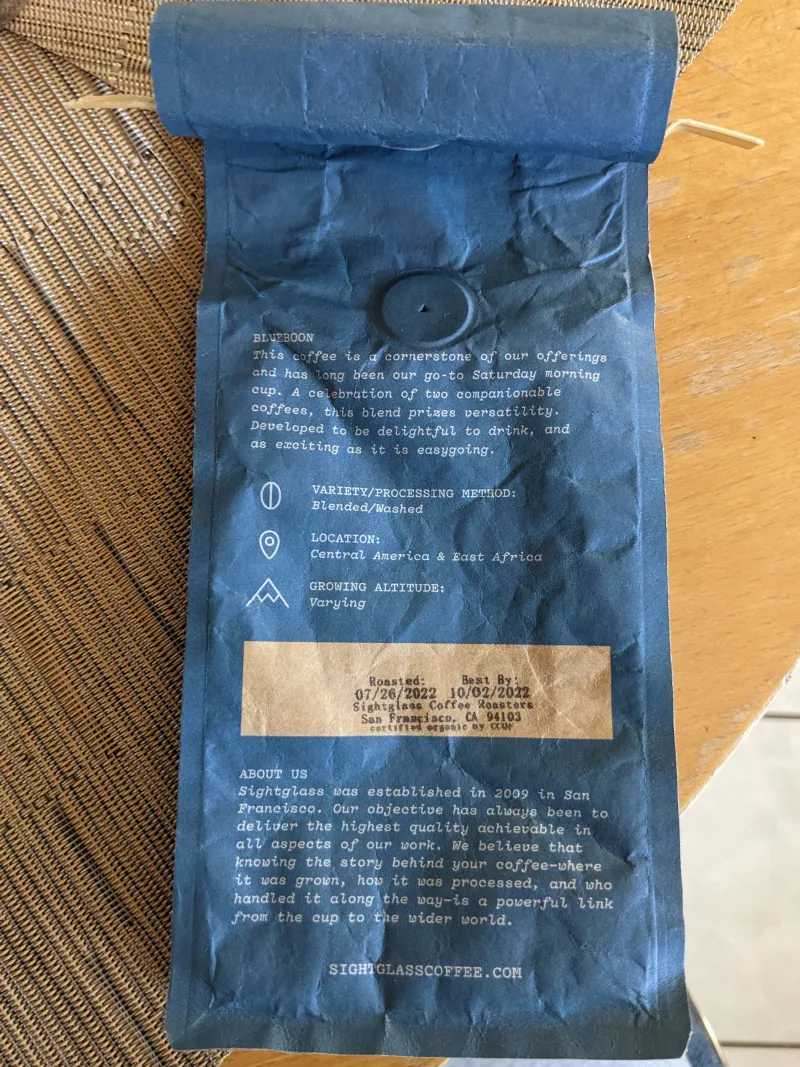 BLUEBOON
This coffee is a cornerstone of our offerings
and has long been our go-to Saturday morning
cup. A celebration of two companionable
coffees, this blend prizes versatility.
Developed to be delightful to drink, and
as exciting as it is easygoing.
VARIETY/PROCESSING METHOD:
Blended/Washed
LOCATION:
Central America & East Africa
GROWING ALTITUDE:
Varying
Roasted: Best By:
07/26/2022 10/02/2022
Sightglass Coffee Roasters
San Francisco, CA 94103
certified organic by CCOF
ABOUT US
Sightglass was established in 2009 in San
Francisco. Our objective has always been to
deliver the highest quality achievable in
all aspects of our work. We believe that
knowing the story behind your coffee—where
it was grown, how it was processed, and who
handled it along the way—is a powerful link
from the cup to the wider world.
SIGHTGLASSCOFFEE.COM